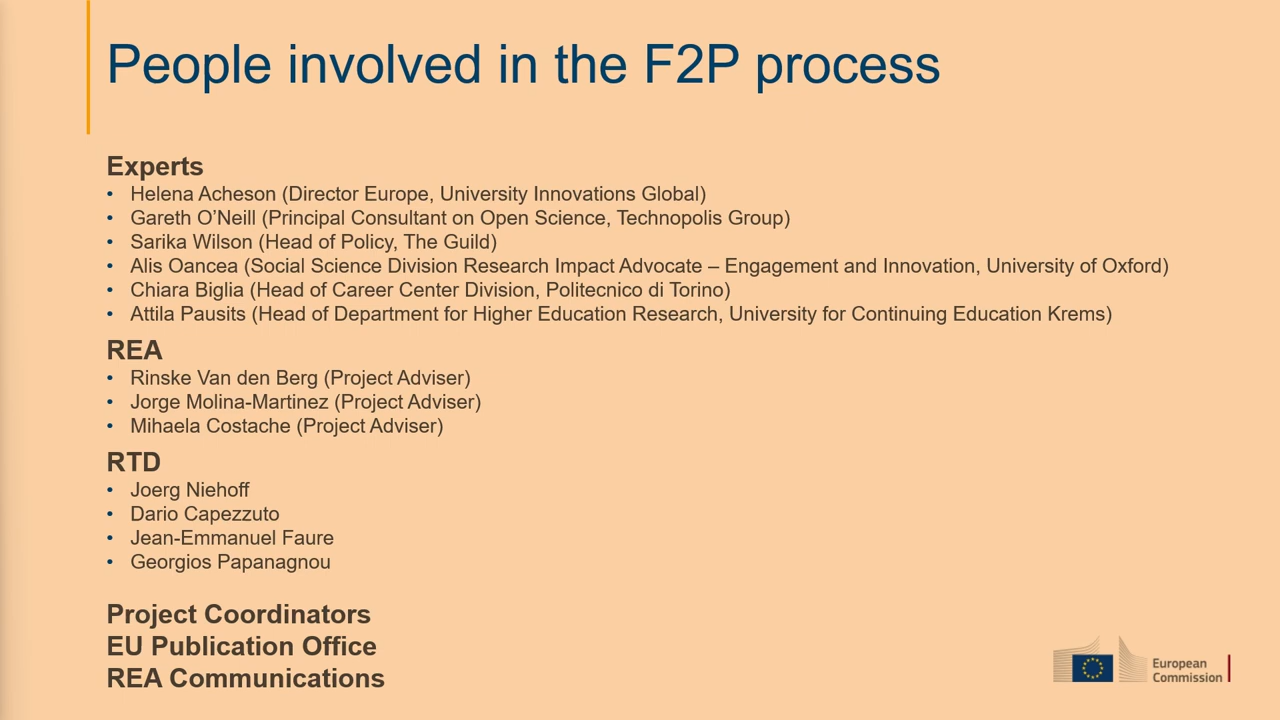 People involved in the F2P process
Experts
• Helena Acheson (Director Europe, University Innovations Global)
• Gareth O’Neill (Principal Consultant on Open Science, Technopolis Group)
• Sarika Wilson (Head of Policy, The Guild)
• Alis Oancea (Social Science Division Research Impact Advocate – Engagement and Innovation, University of Oxford)
• Chiara Biglia (Head of Career Center Division, Politecnico di Torino)
• Attila Pausits (Head of Department for Higher Education Research, University for Continuing Education Krems)
REA
• Rinske Van den Berg (Project Adviser)
• Jorge Molina-Martinez (Project Adviser)
• Mihaela Costache (Project Adviser)
RTD
• Joerg Niehoff
• Dario Capezzuto
• Jean-Emmanuel Faure
• Georgios Papanagnou
Project Coordinators
EU Publication Office
REA Communications
European
Commission